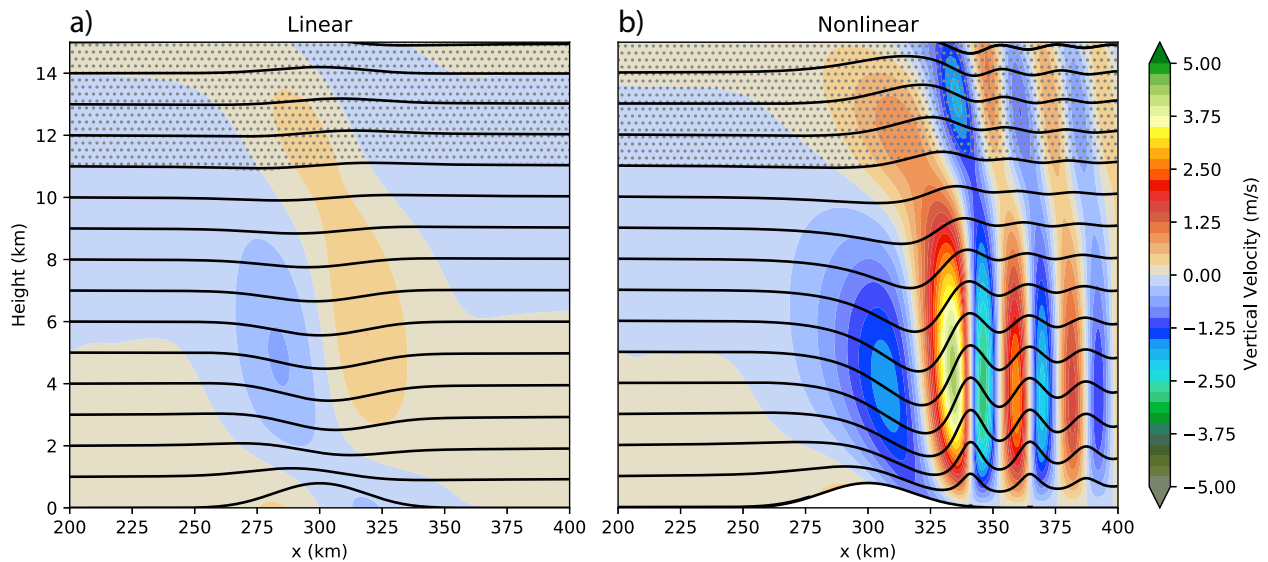 a)
Linear
14
12
10
8
6
4
2
0
Height (km)
200 225 250 275 300 325 350 375 400
x (km)
b)
Nonlinear
200 225 250 275 300 325 350 375 400
x (km)
5.00
3.75
2.50
1.25
0.00
−1.25
−2.50
−3.75
−5.00
Vertical Velocity (m/s)